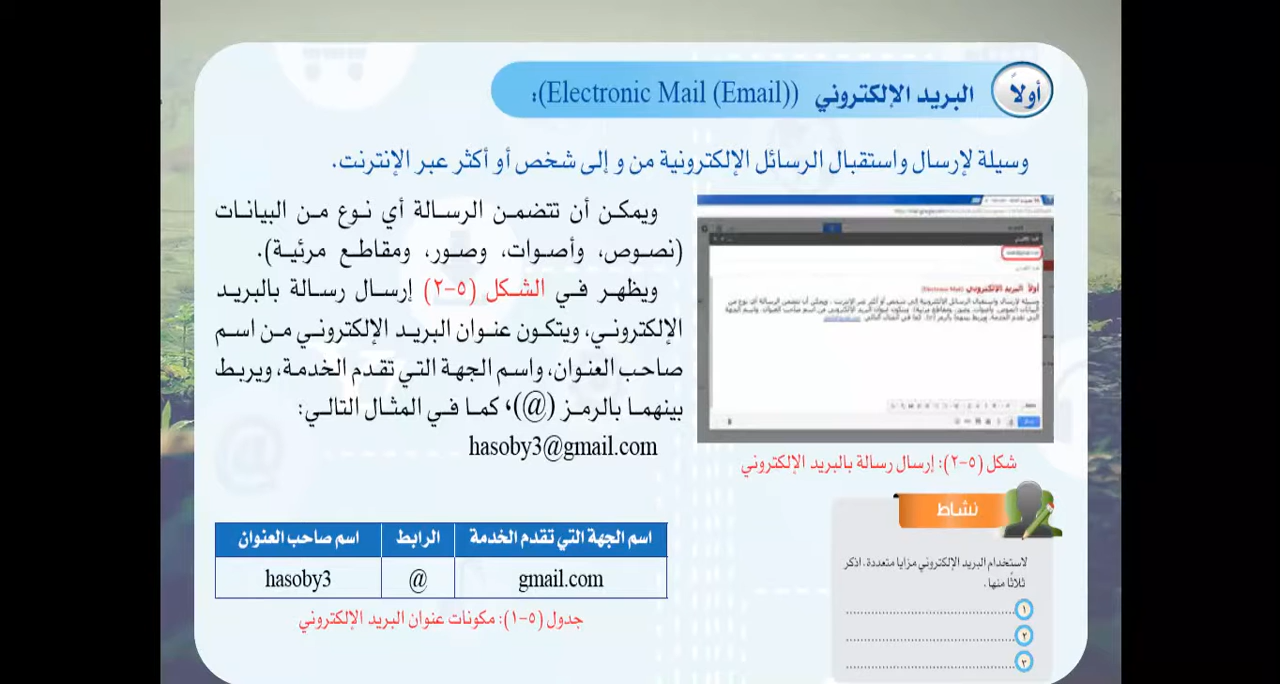 أولاً
البريد الإلكتروني (Electronic Mail (Email)):
وسيلة لإرسال واستقبال الرسائل الإلكترونية من و إلى شخص أو أكثر عبر الإنترنت.
ويمكن أن تتضمن الرسالة أي نوع من البيانات
(نصوص، وأصوات، وصور، ومقاطع مرئية).
ويظهر في الشكل (٥-٢) إرسال رسالة بالبريد
الإلكتروني، ويتكون عنوان البريد الإلكتروني من اسم
صاحب العنوان، واسم الجهة التي تقدم الخدمة، ويربط
بينهما بالرمز (@)، كما في المثال التالي:
hasoby3@gmail.com
أولاً البريد الإلكتروني (Electronic Mail)
شكل (٥-٢): إرسال رسالة بالبريد الإلكتروني
نشاط
لاستخدام البريد الإلكتروني مزايا متعددة، اذكر
ثلاثًا منها.
١
٢
٣
اسم الجهة التي تقدم الخدمة الرابط اسم صاحب العنوان
gmail.com @ hasoby3
جدول (٥-١): مكونات عنوان البريد الإلكتروني